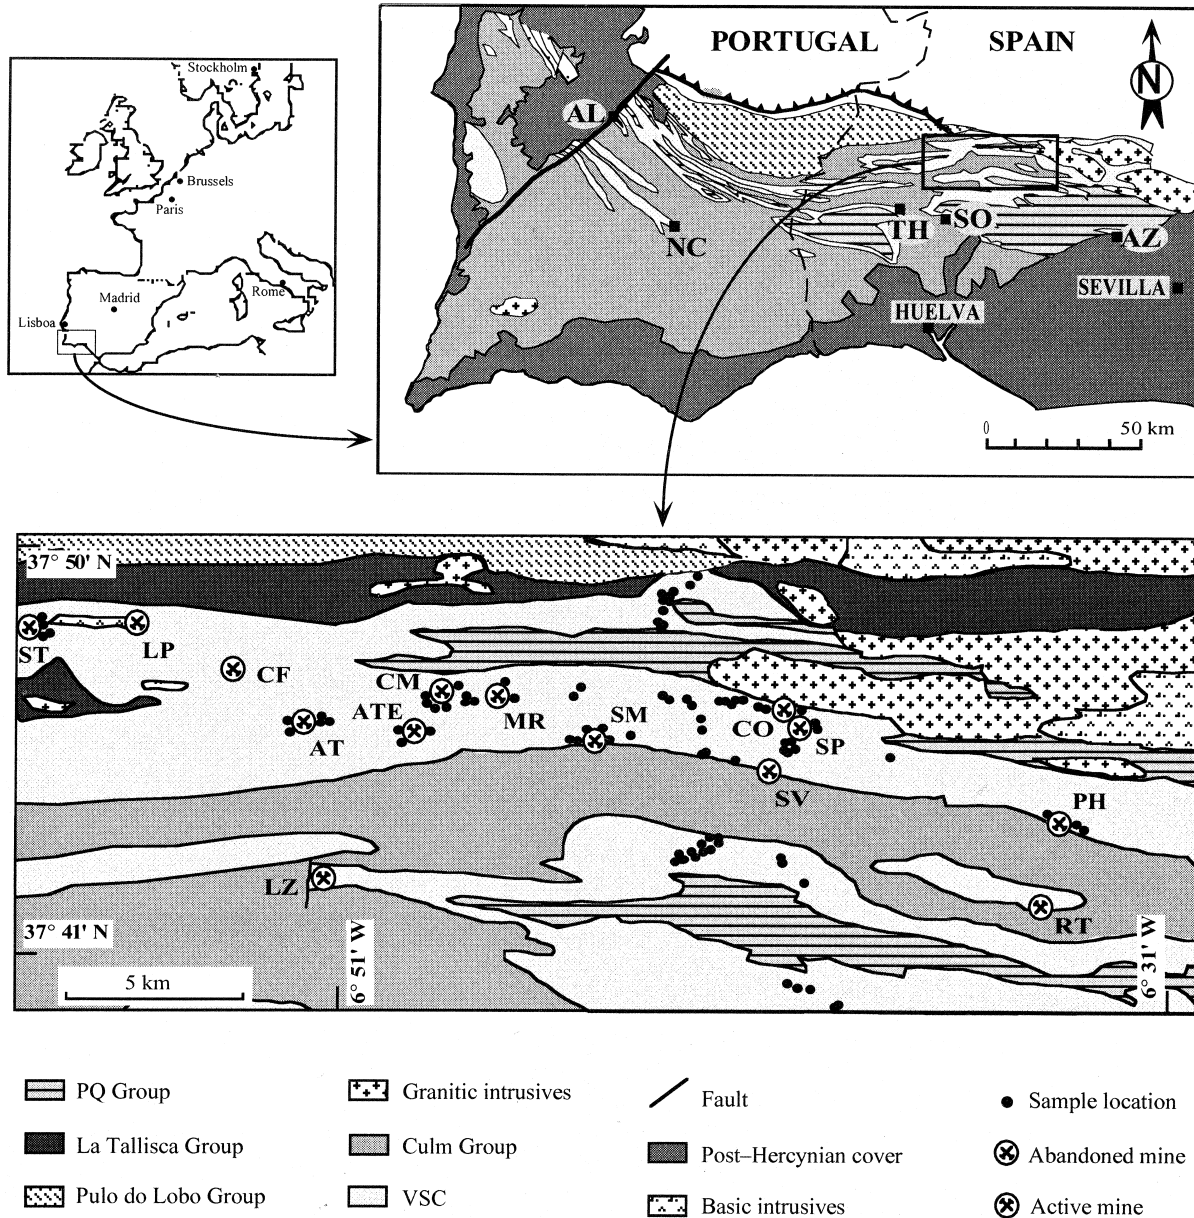 Stockholm
Brussels
Paris
Madrid
Rome
Lisboa
PORTUGAL
SPAIN
N
AL
TH
SO
NC
AZ
SEVILLA
HUELVA
0
50 km
37° 50' N
ST
LP
CF
CM
ATE
MR
SM
AT
CO
SP
SV
PH
LZ
RT
37° 41' N
5 km
6° 51' W
6° 31' W
PQ Group
Granitic intrusives
Fault
Sample location
La Tallisca Group
Culm Group
Post–Hercynian cover
Abandoned mine
Pulo do Lobo Group
VSC
Basic intrusives
Active mine